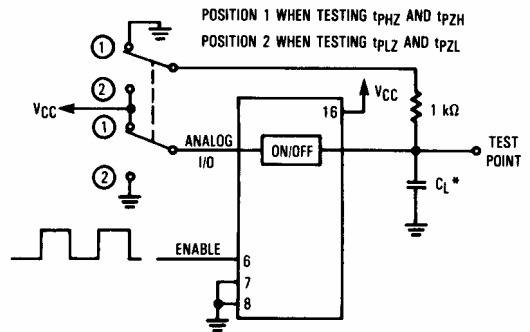 POSITION 1 WHEN TESTING tPHZ AND tPZH
POSITION 2 WHEN TESTING tPLZ AND tPZL
1
2
VCC
1
2
VCC
16
1 kΩ
ANALOG
I/O
ON/OFF
TEST
POINT
CL*
ENABLE
6
7
8